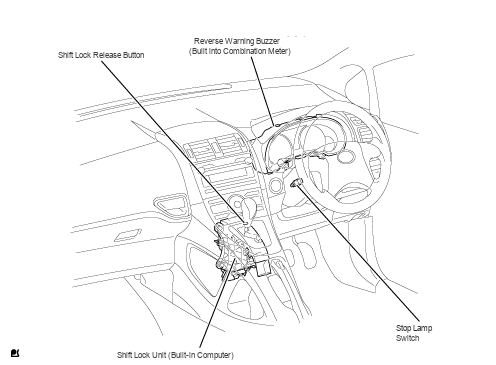 Reverse Warning Buzzer
(Built Into Combination Meter)
Shift Lock Release Button
Stop Lamp
Switch
Shift Lock Unit (Built-In Computer)